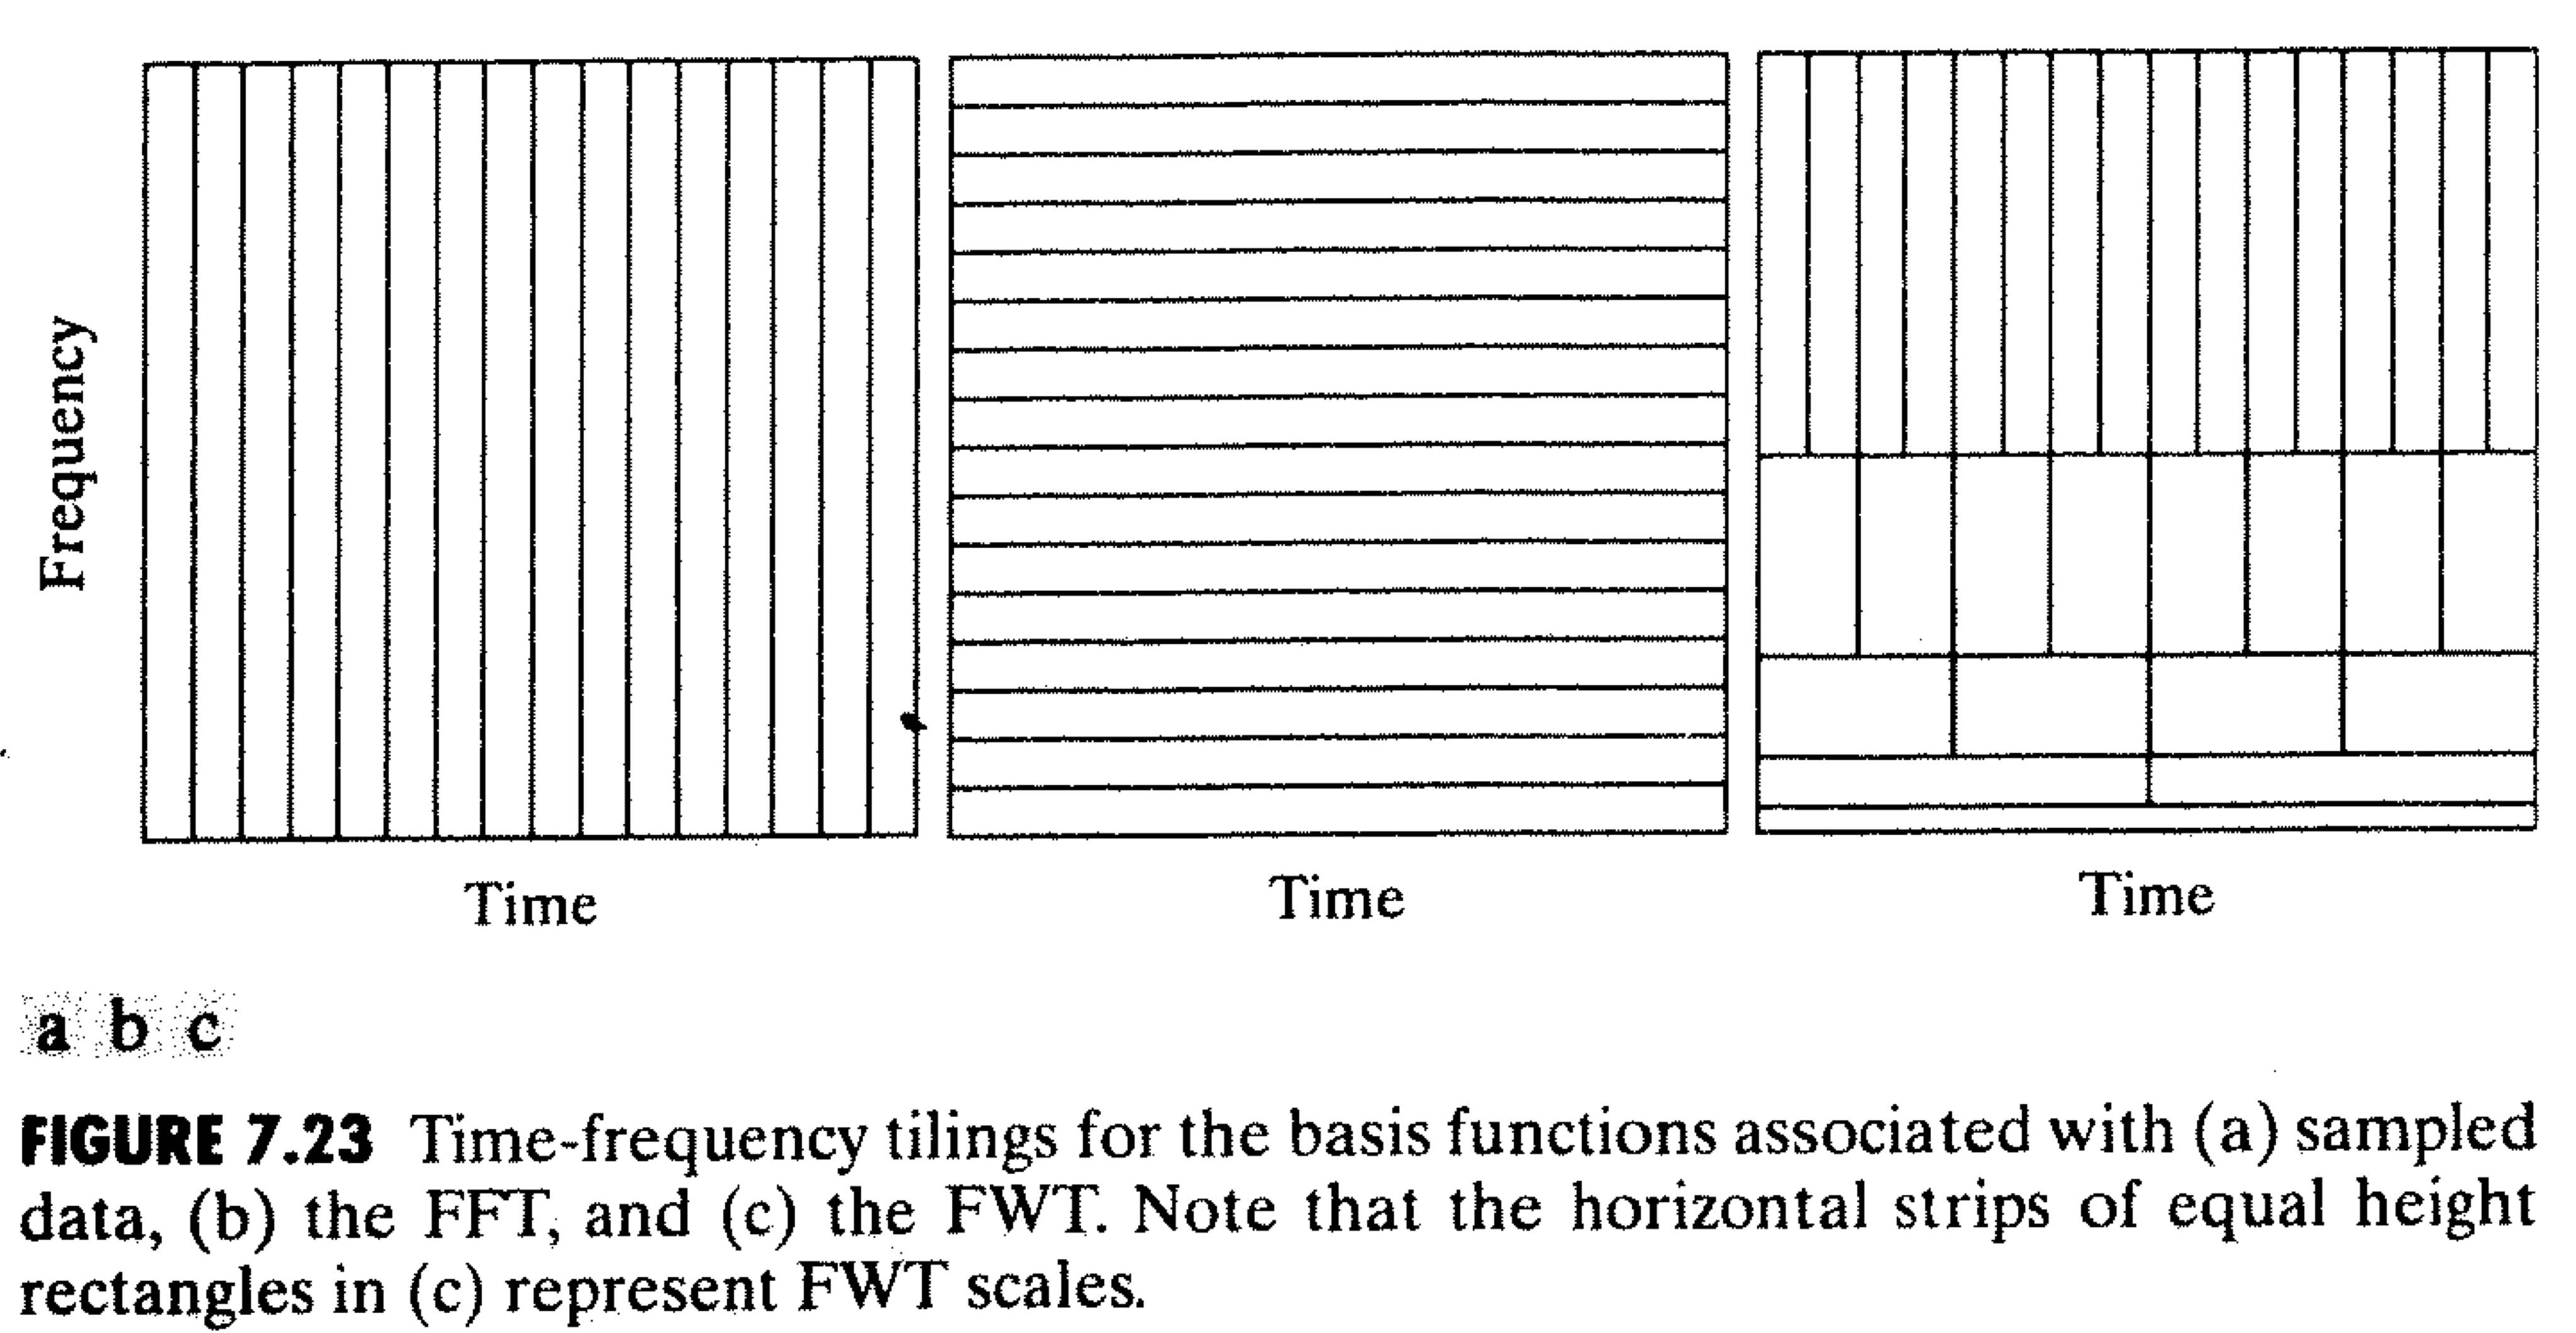 Frequency
Time
Time
Time
a b c
FIGURE 7.23 Time-frequency tilings for the basis functions associated with (a) sampled
data, (b) the FFT, and (c) the FWT. Note that the horizontal strips of equal height
rectangles in (c) represent FWT scales.